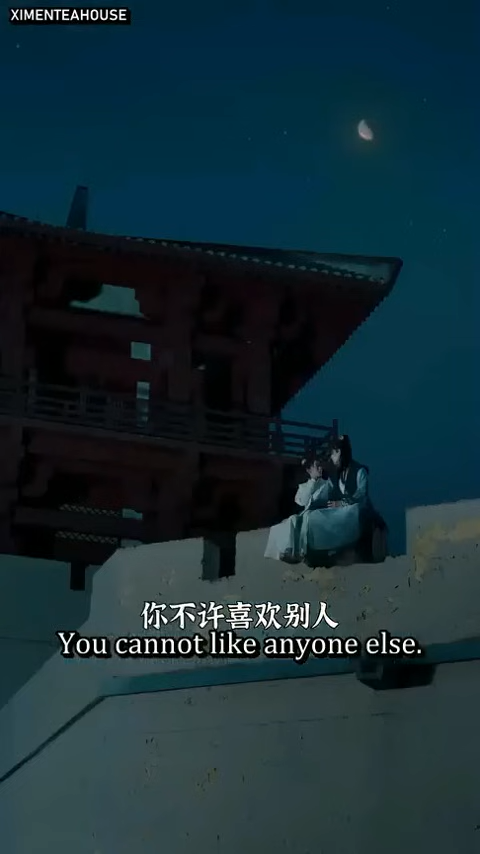 XIMENTEAHOUSE
你不许喜欢别人
You cannot like anyone else.